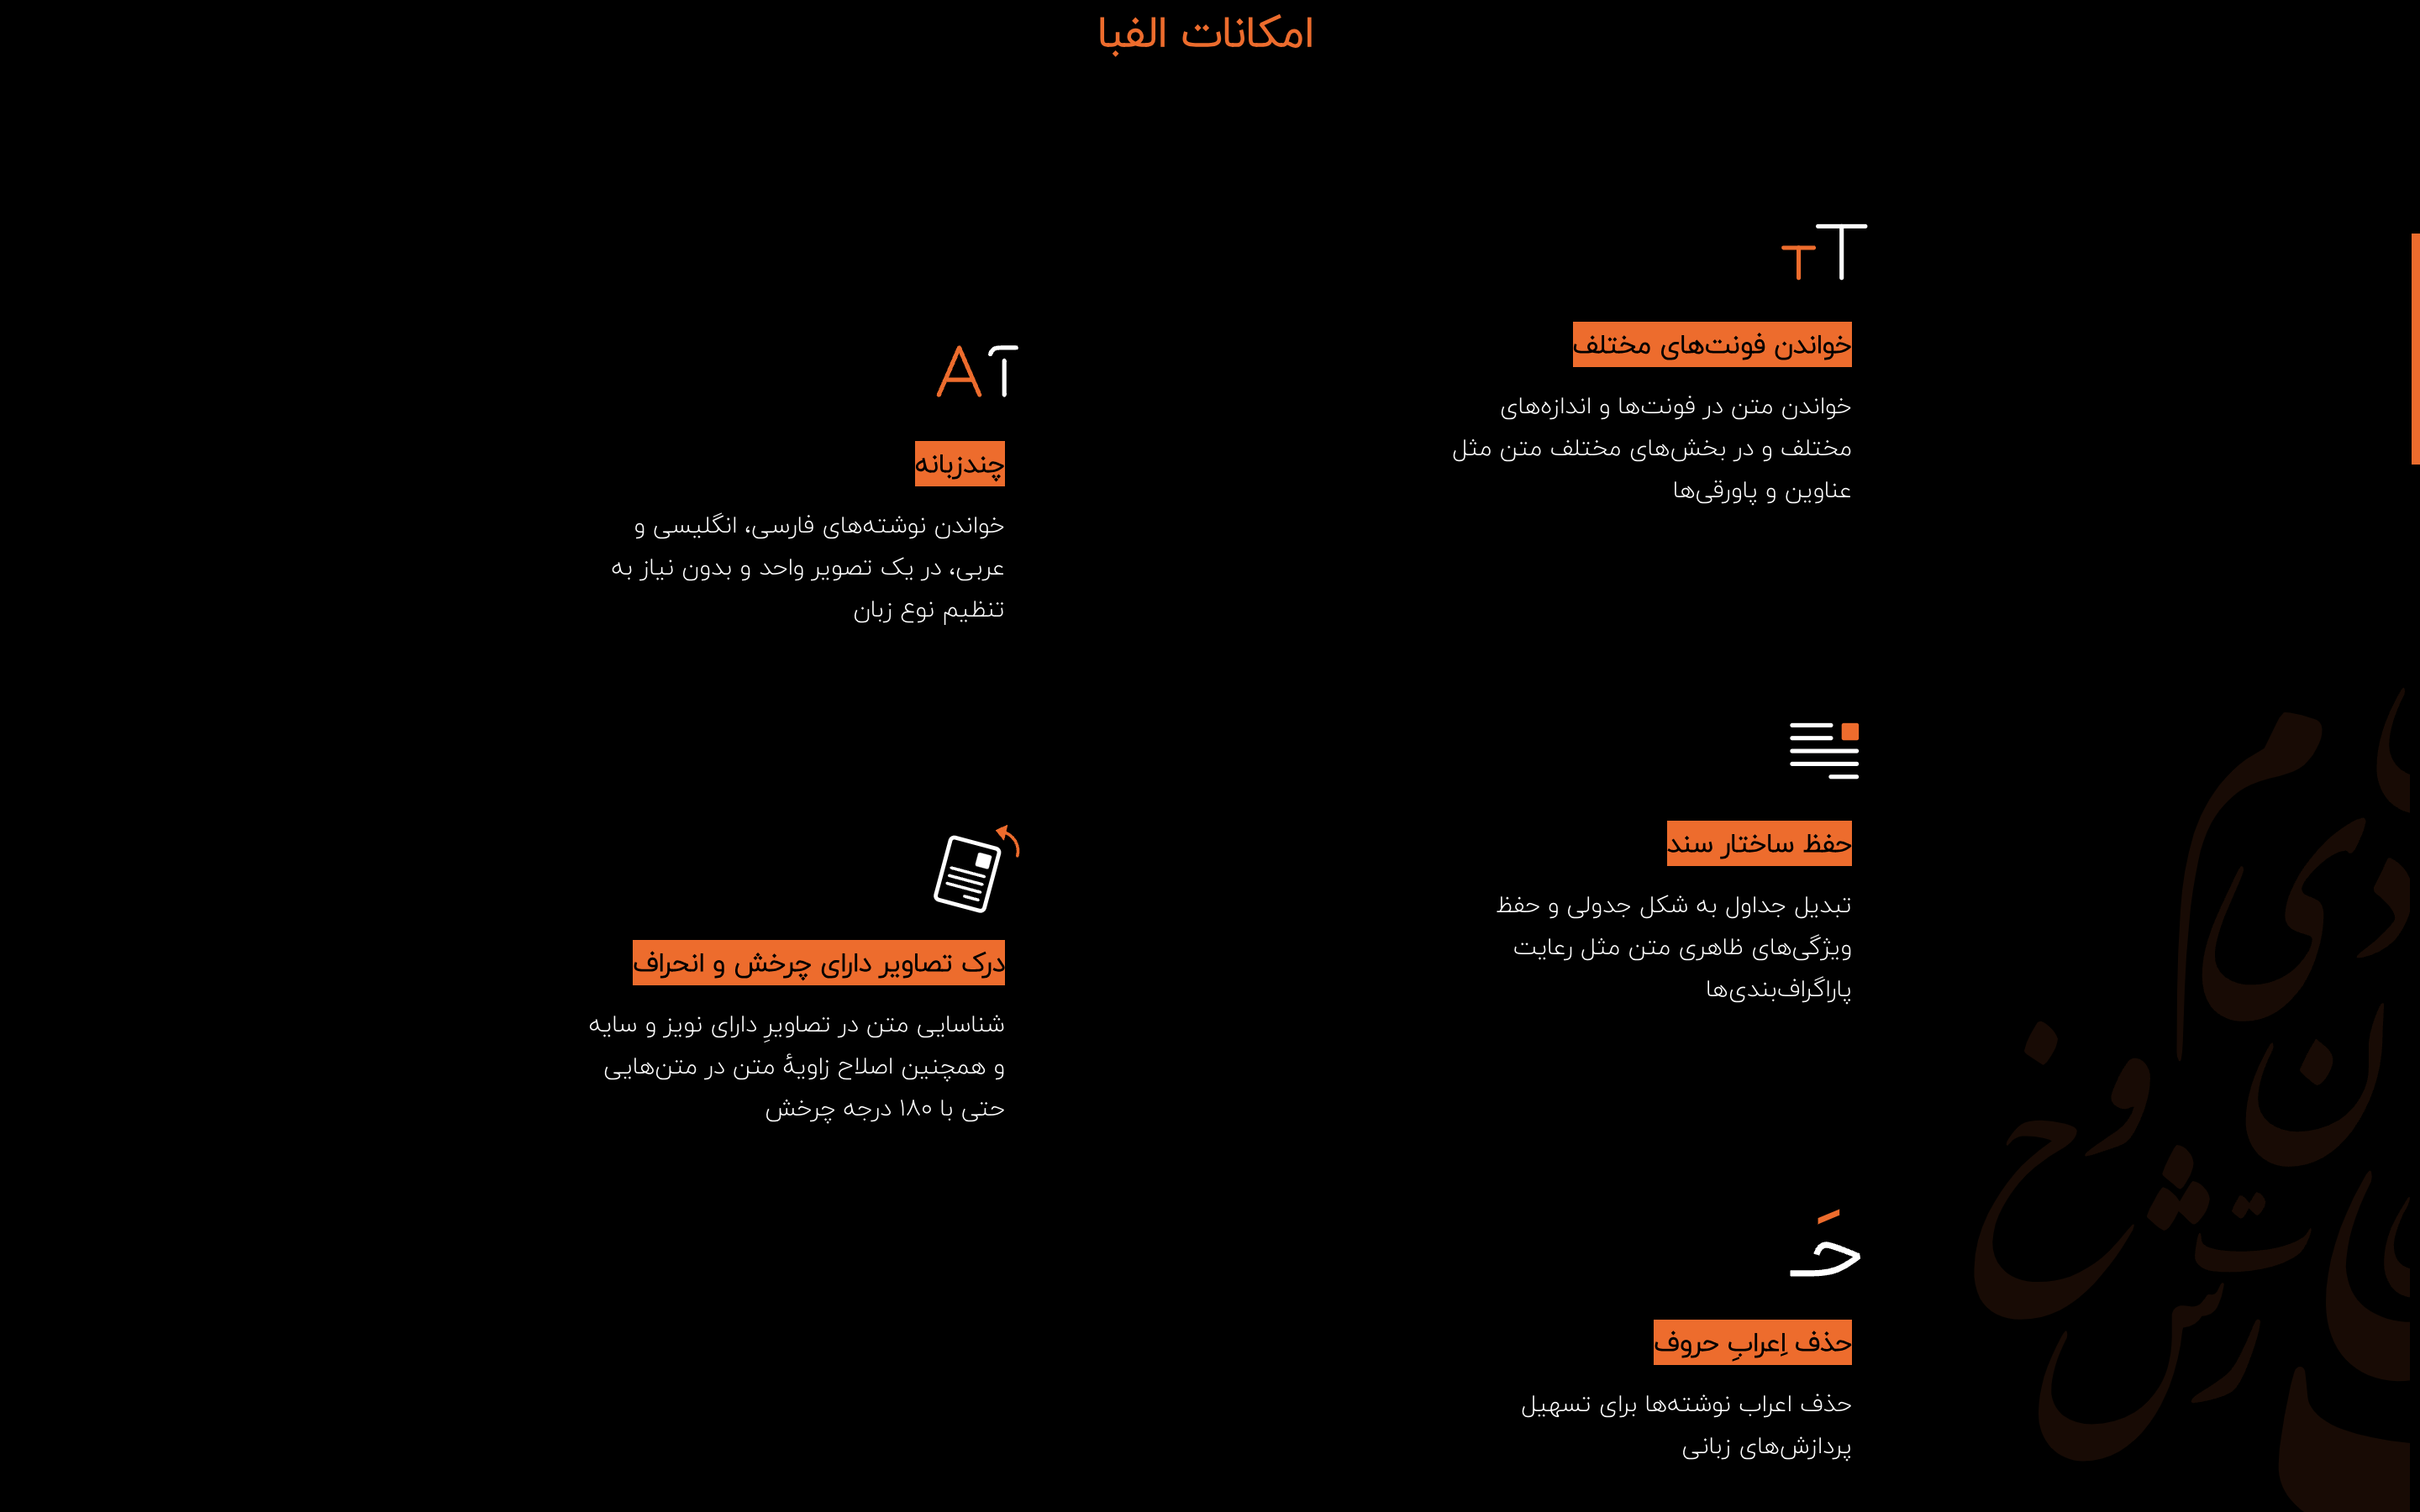 امکانات الفبا
خواندن فونت‌های مختلف
خواندن متن در فونت‌ها و اندازه‌های
مختلف و در بخش‌های مختلف متن مثل
عناوین و پاورقی‌ها
چندزبانه
خواندن نوشته‌های فارسی، انگلیسی و
عربی، در یک تصویر واحد و بدون نیاز به
تنظیم نوع زبان
حفظ ساختار سند
تبدیل جداول به شکل جدولی و حفظ
ویژگی‌های ظاهری متن مثل رعایت
پاراگراف‌بندی‌ها
درک تصاویر دارای چرخش و انحراف
شناسایی متن در تصاویرِ دارای نویز و سایه
و همچنین اصلاح زاویهٔ متن در متن‌هایی
حتی با ۱۸۰ درجه چرخش
حذف اِعرابِ حروف
حذف اعراب نوشته‌ها برای تسهیل
پردازش‌های زبانی